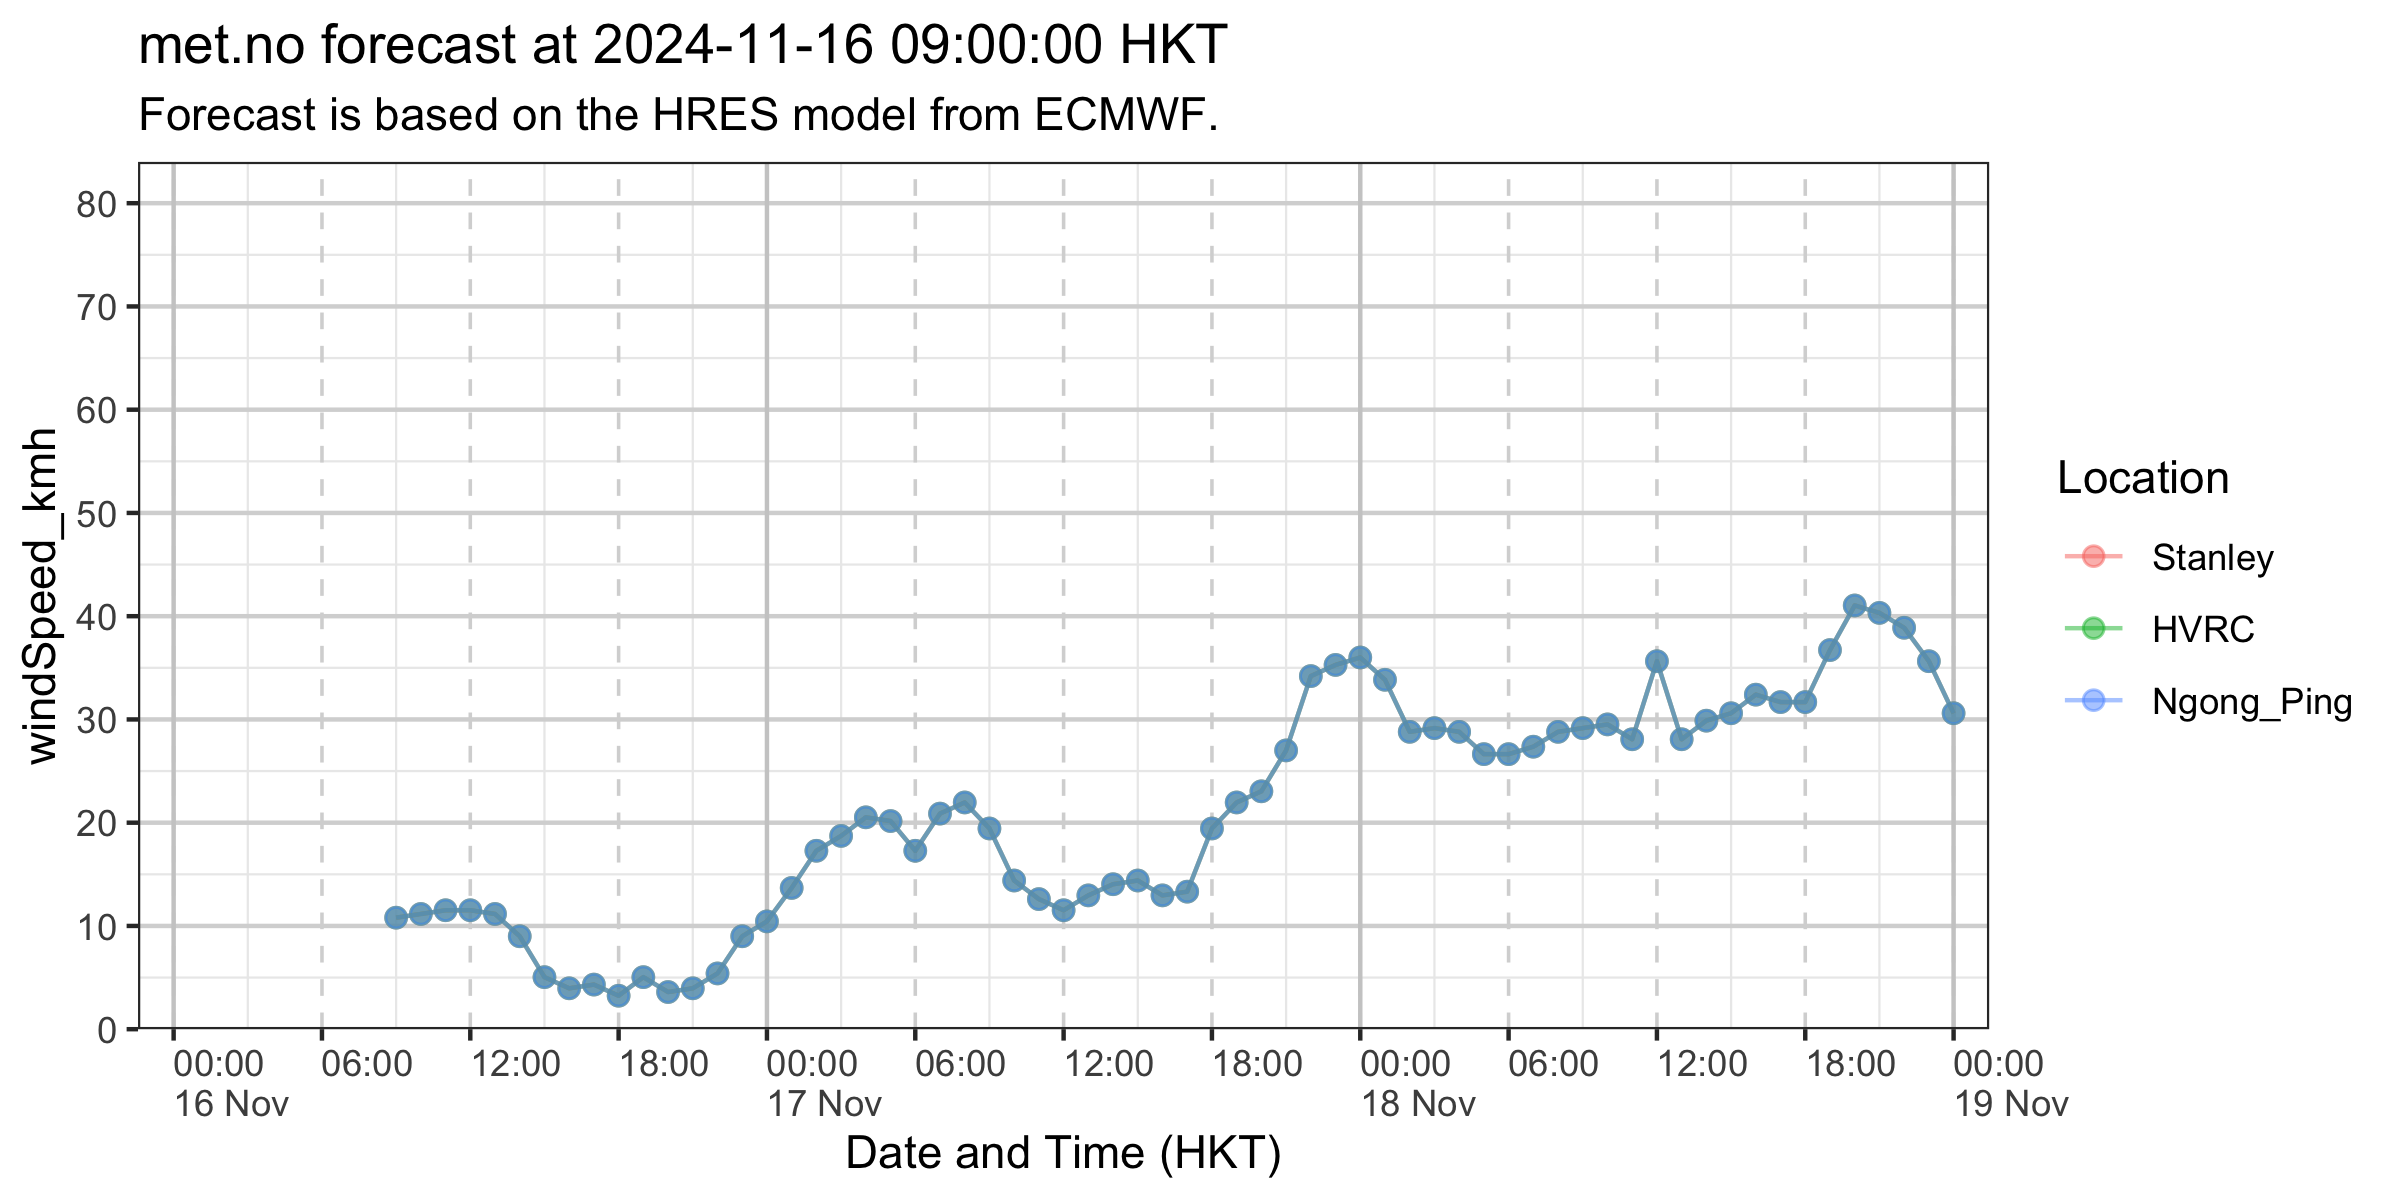 met.no forecast at 2024-11-16 09:00:00 HKT
Forecast is based on the HRES model from ECMWF.
windSpeed_kmh
80
70
60
50
40
30
20
10
0
00:00 06:00 12:00 18:00 00:00 06:00 12:00 18:00 00:00 06:00 12:00 18:00 00:00
16 Nov 17 Nov 18 Nov 19 Nov
Date and Time (HKT)
Location
Stanley
HVRC
Ngong_Ping